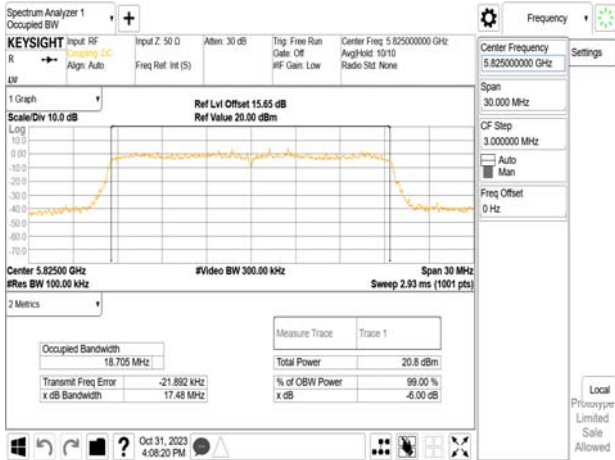 Spectrum Analyzer 1
Occupied BW
+
Frequency
KEYSIGHT
R
Input: RF
Coupling: DC
Align: Auto
Input Z: 50 Ω
Freq Ref: Int (S)
Atten: 30 dB
Trig: Free Run
Gate: Off
#IF Gain: Low
Center Freq: 5.825000000 GHz
Avg|Hold: 10/10
Radio Std: None
Center Frequency
5.825000000 GHz
Settings
Span
30.000 MHz
CF Step
3.000000 MHz
Auto
Man
Freq Offset
0 Hz
1 Graph
Scale/Div 10.0 dB
Ref Lvl Offset 15.65 dB
Ref Value 20.00 dBm
Log
10.0
0.00
-10.0
-20.0
-30.0
-40.0
-50.0
-60.0
-70.0
Center 5.82500 GHz
#Res BW 100.00 kHz
#Video BW 300.00 kHz
Span 30 MHz
Sweep 2.93 ms (1001 pts)
2 Metrics
Measure Trace
Trace 1
Occupied Bandwidth
18.705 MHz
Total Power
20.8 dBm
Transmit Freq Error
-21.892 kHz
% of OBW Power
99.00 %
x dB Bandwidth
17.48 MHz
x dB
-6.00 dB
Local
Prototype
Limited
Sale
Allowed
?
Oct 31, 2023
4:08:20 PM